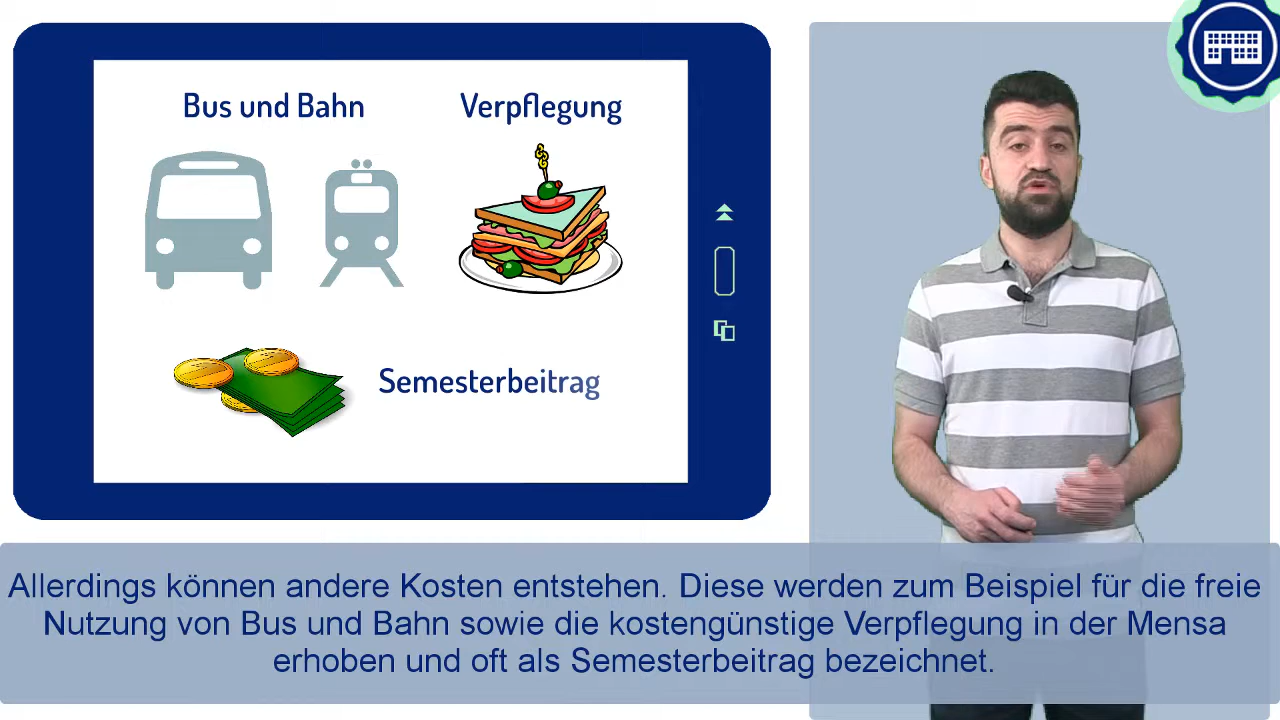 Bus und Bahn
Verpflegung
Semesterbeitrag
Allerdings können andere Kosten entstehen. Diese werden zum Beispiel für die freie
Nutzung von Bus und Bahn sowie die kostengünstige Verpflegung in der Mensa
erhoben und oft als Semesterbeitrag bezeichnet.